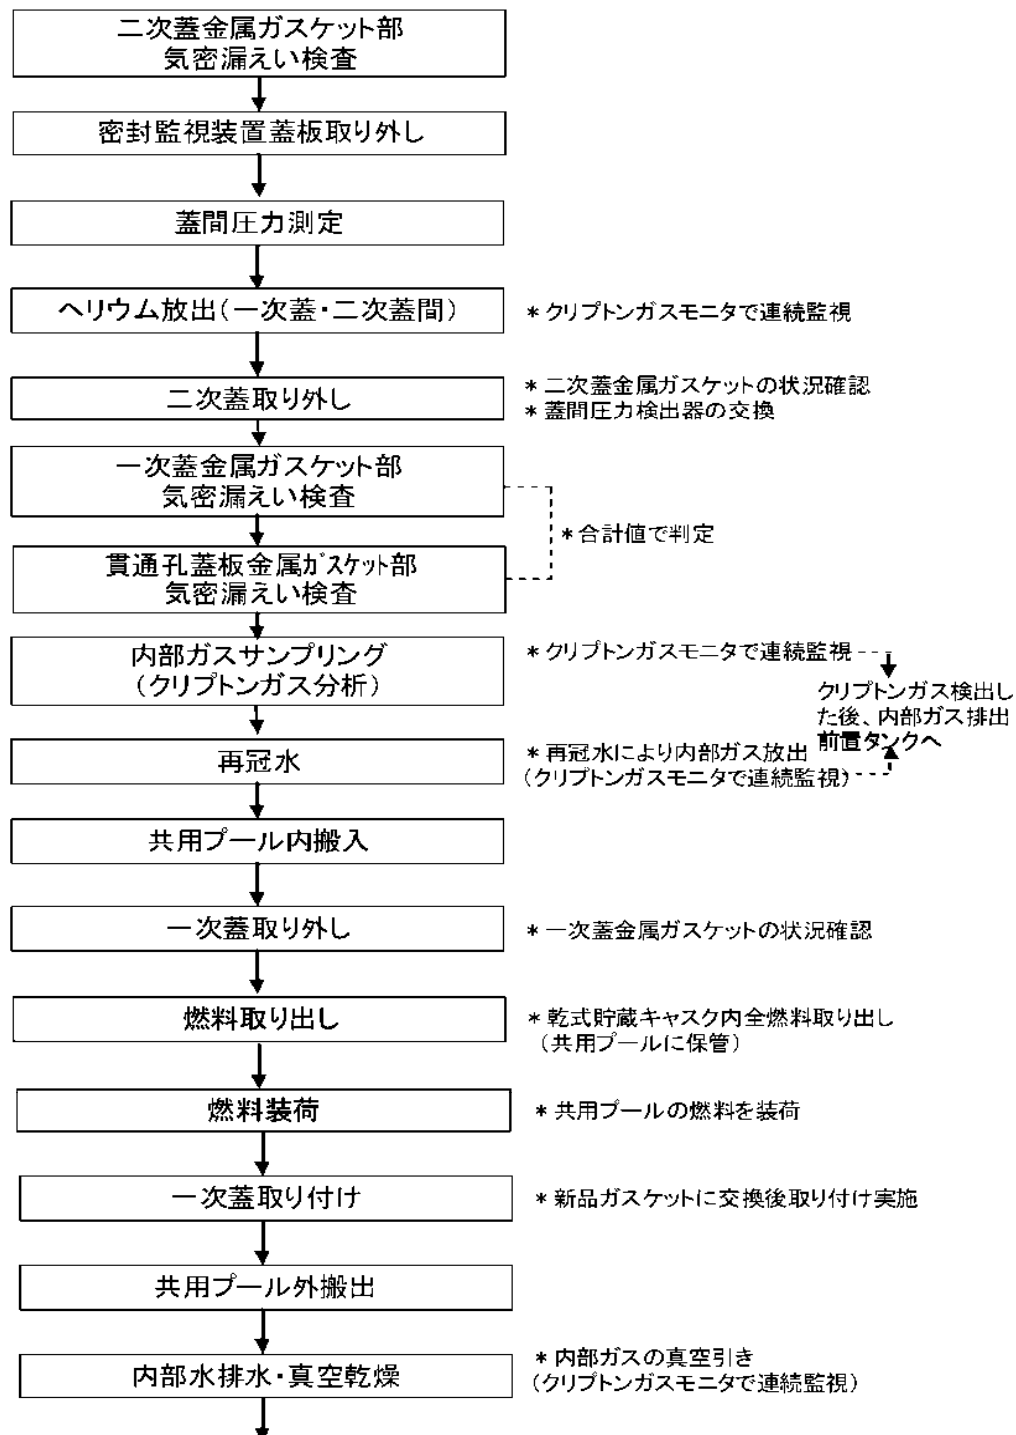 二次蓋金属ガスケット部
気密漏えい検査
密封監視装置蓋板取り外し
蓋間圧力測定
ヘリウム放出(一次蓋・二次蓋間)
*クリプトンガスモニタで連続監視
二次蓋取り外し
*二次蓋金属ガスケットの状況確認
*蓋間圧力検出器の交換
一次蓋金属ガスケット部
気密漏えい検査
*合計値で判定
貫通孔蓋板金属ガスケット部
気密漏えい検査
内部ガスサンプリング
(クリプトンガス分析)
*クリプトンガスモニタで連続監視
クリプトンガス検出し
た後、内部ガス排出
前置タンクへ
再冠水
*再冠水により内部ガス放出
(クリプトンガスモニタで連続監視)
共用プール内搬入
一次蓋取り外し
*一次蓋金属ガスケットの状況確認
燃料取り出し
*乾式貯蔵キャスク内全燃料取り出し
(共用プールに保管)
燃料装荷
*共用プールの燃料を装荷
一次蓋取り付け
*新品ガスケットに交換後取り付け実施
共用プール外搬出
内部水排水・真空乾燥
*内部ガスの真空引き
(クリプトンガスモニタで連続監視)